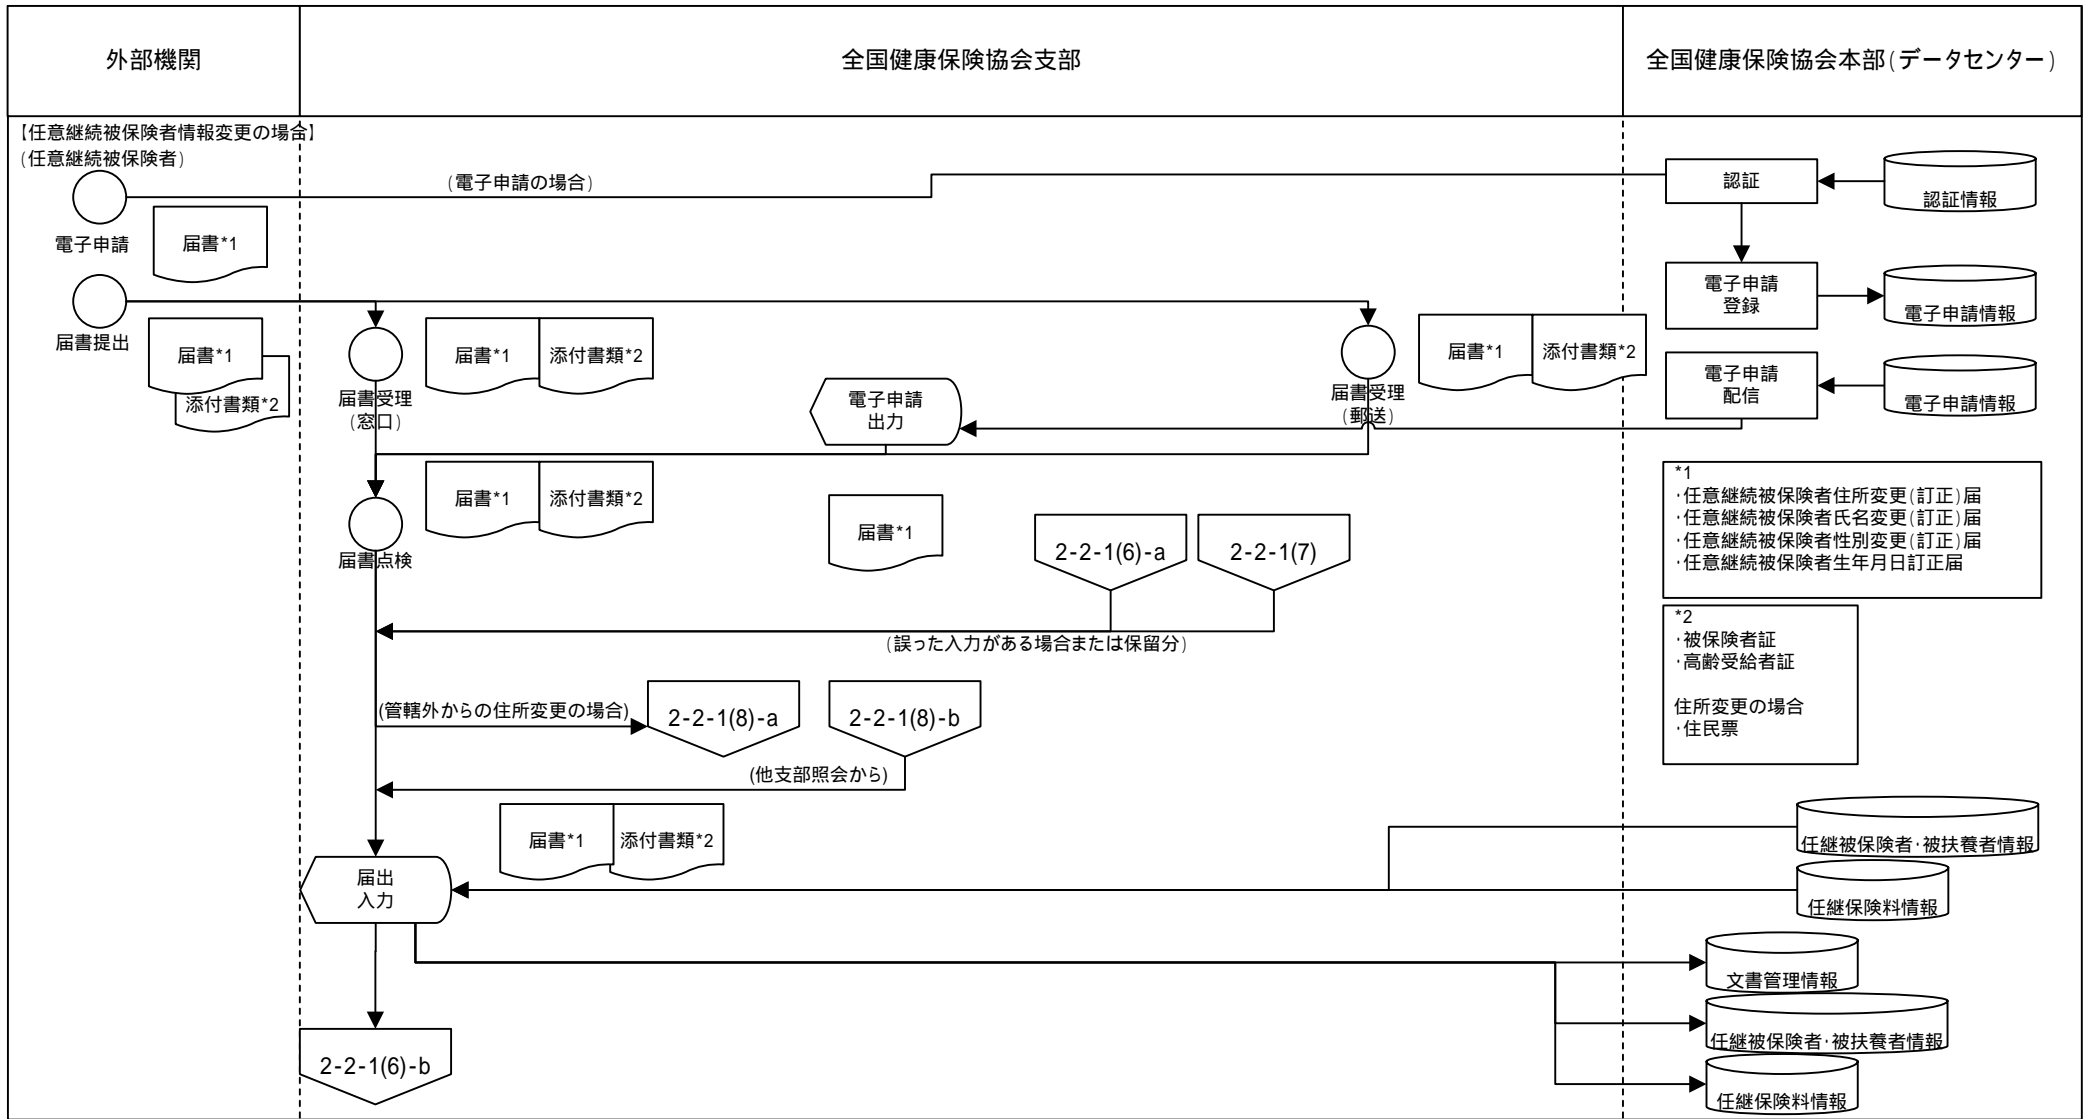 外部機関
全国健康保険協会支部
全国健康保険協会本部(データセンター)
【任意継続被保険者情報変更の場合】
(任意継続被保険者)
(電子申請の場合)
認証
認証情報
電子申請
届書*1
電子申請
登録
電子申請情報
届書提出
届書*1
添付書類*2
届書受理
(窓口)
届書*1
添付書類*2
電子申請
出力
届書受理
(郵送)
届書*1
添付書類*2
電子申請
配信
電子申請情報
届書点検
届書*1
添付書類*2
届書*1
2-2-1(6)-a
2-2-1(7)
*1
・任意継続被保険者住所変更(訂正)届
・任意継続被保険者氏名変更(訂正)届
・任意継続被保険者性別変更(訂正)届
・任意継続被保険者生年月日訂正届
(誤った入力がある場合または保留分)
*2
・被保険者証
・高齢受給者証
住所変更の場合
・住民票
(管轄外からの住所変更の場合)
2-2-1(8)-a
2-2-1(8)-b
(他支部照会から)
届書*1
添付書類*2
任継被保険者・被扶養者情報
届出
入力
任継保険料情報
文書管理情報
任継被保険者・被扶養者情報
2-2-1(6)-b
任継保険料情報